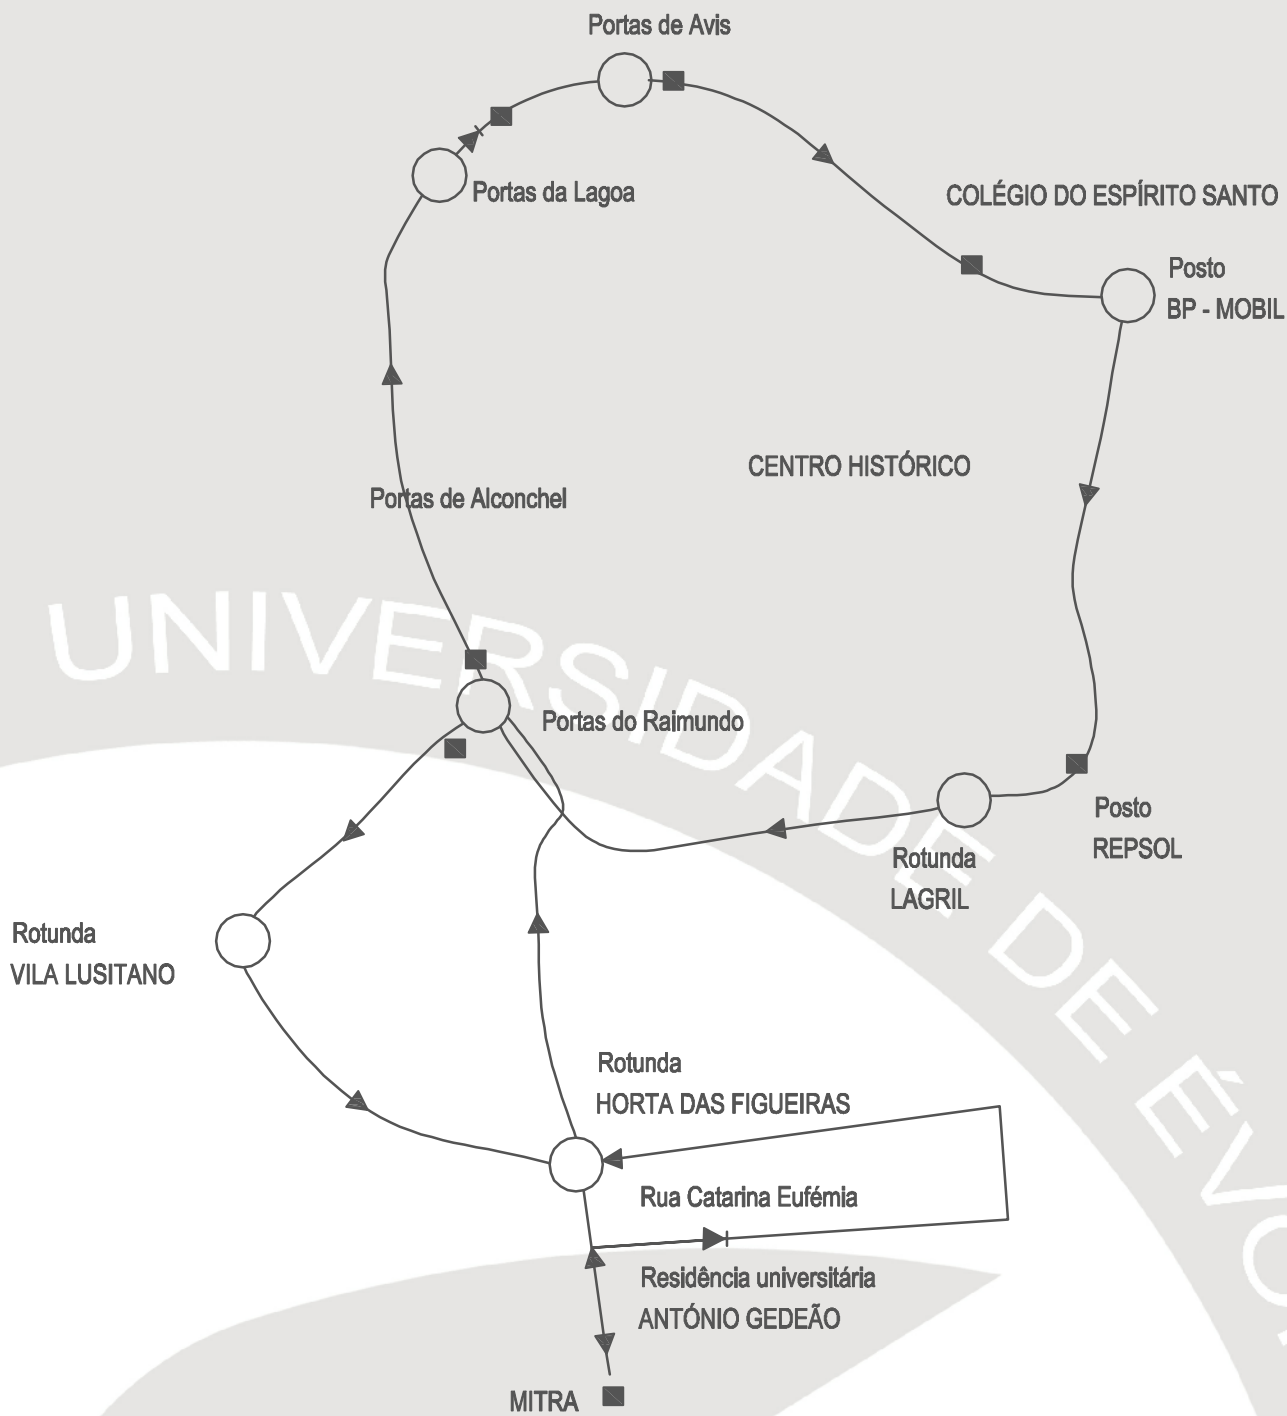 Portas de Avis
Portas da Lagoa
COLÉGIO DO ESPÍRITO SANTO
Posto
BP - MOBIL
CENTRO HISTÓRICO
Portas de Alconchel
UNIVERSIDADE DE ÉVO
Portas do Raimundo
Posto
REPSOL
Rotunda
LAGRIL
Rotunda
VILA LUSITANO
Rotunda
HORTA DAS FIGUEIRAS
Rua Catarina Eufémia
Residência universitária
ANTÓNIO GEDEÃO
MITRA